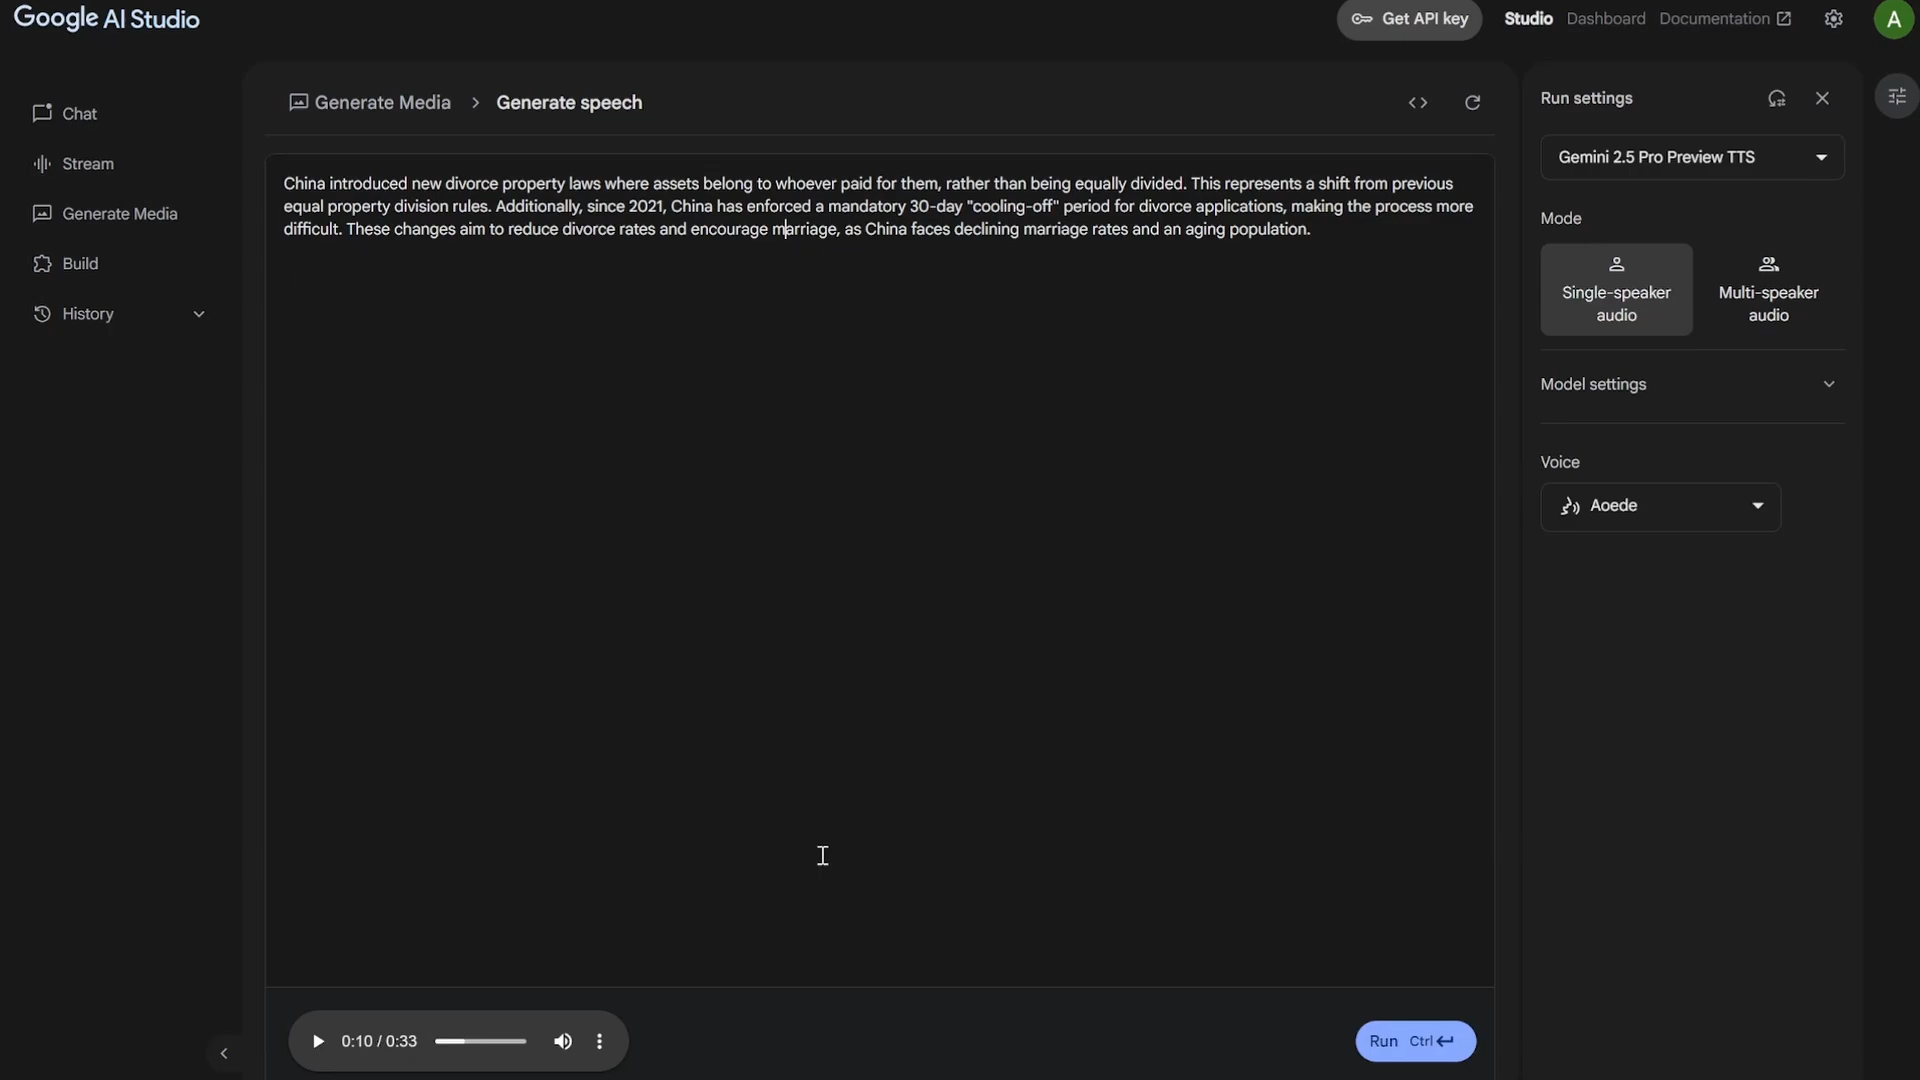 Google AI Studio
Get API key
Studio
Dashboard
Documentation
A
Chat
Stream
Generate Media
Build
History
Generate Media > Generate speech
China introduced new divorce property laws where assets belong to whoever paid for them, rather than being equally divided. This represents a shift from previous
equal property division rules. Additionally, since 2021, China has enforced a mandatory 30-day "cooling-off" period for divorce applications, making the process more
difficult. These changes aim to reduce divorce rates and encourage marriage, as China faces declining marriage rates and an aging population.
0:10 / 0:33
Run Ctrl
Run settings
Gemini 2.5 Pro Preview TTS
Mode
Single-speaker
audio
Multi-speaker
audio
Model settings
Voice
Aoede